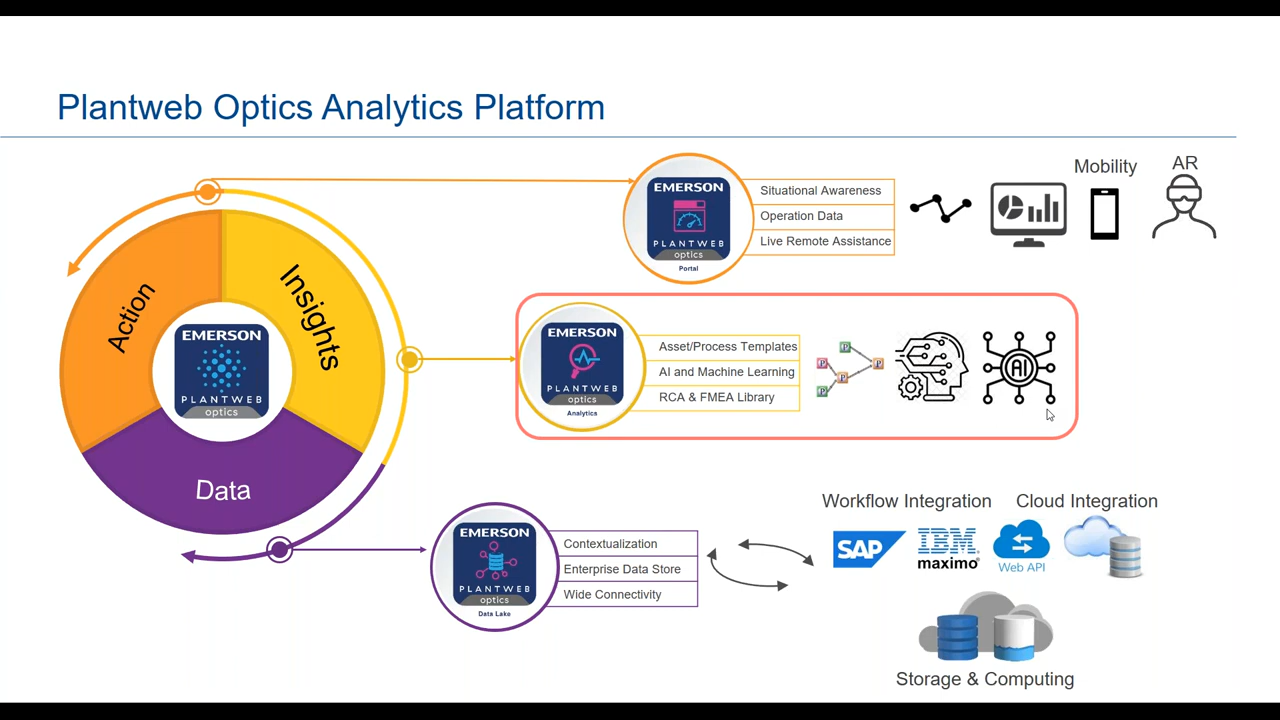 Plantweb Optics Analytics Platform
Action
Insights
Data
EMERSON
PLANTWEB
optics
EMERSON
PLANTWEB
optics
Portal
Situational Awareness
Operation Data
Live Remote Assistance
Mobility
AR
EMERSON
PLANTWEB
optics
Analytics
Asset/Process Templates
AI and Machine Learning
RCA & FMEA Library
P
P
P
P
P
AI
EMERSON
PLANTWEB
optics
Data Lake
Contextualization
Enterprise Data Store
Wide Connectivity
Workflow Integration
Cloud Integration
SAP
IBM
maximo
Web API
Storage & Computing